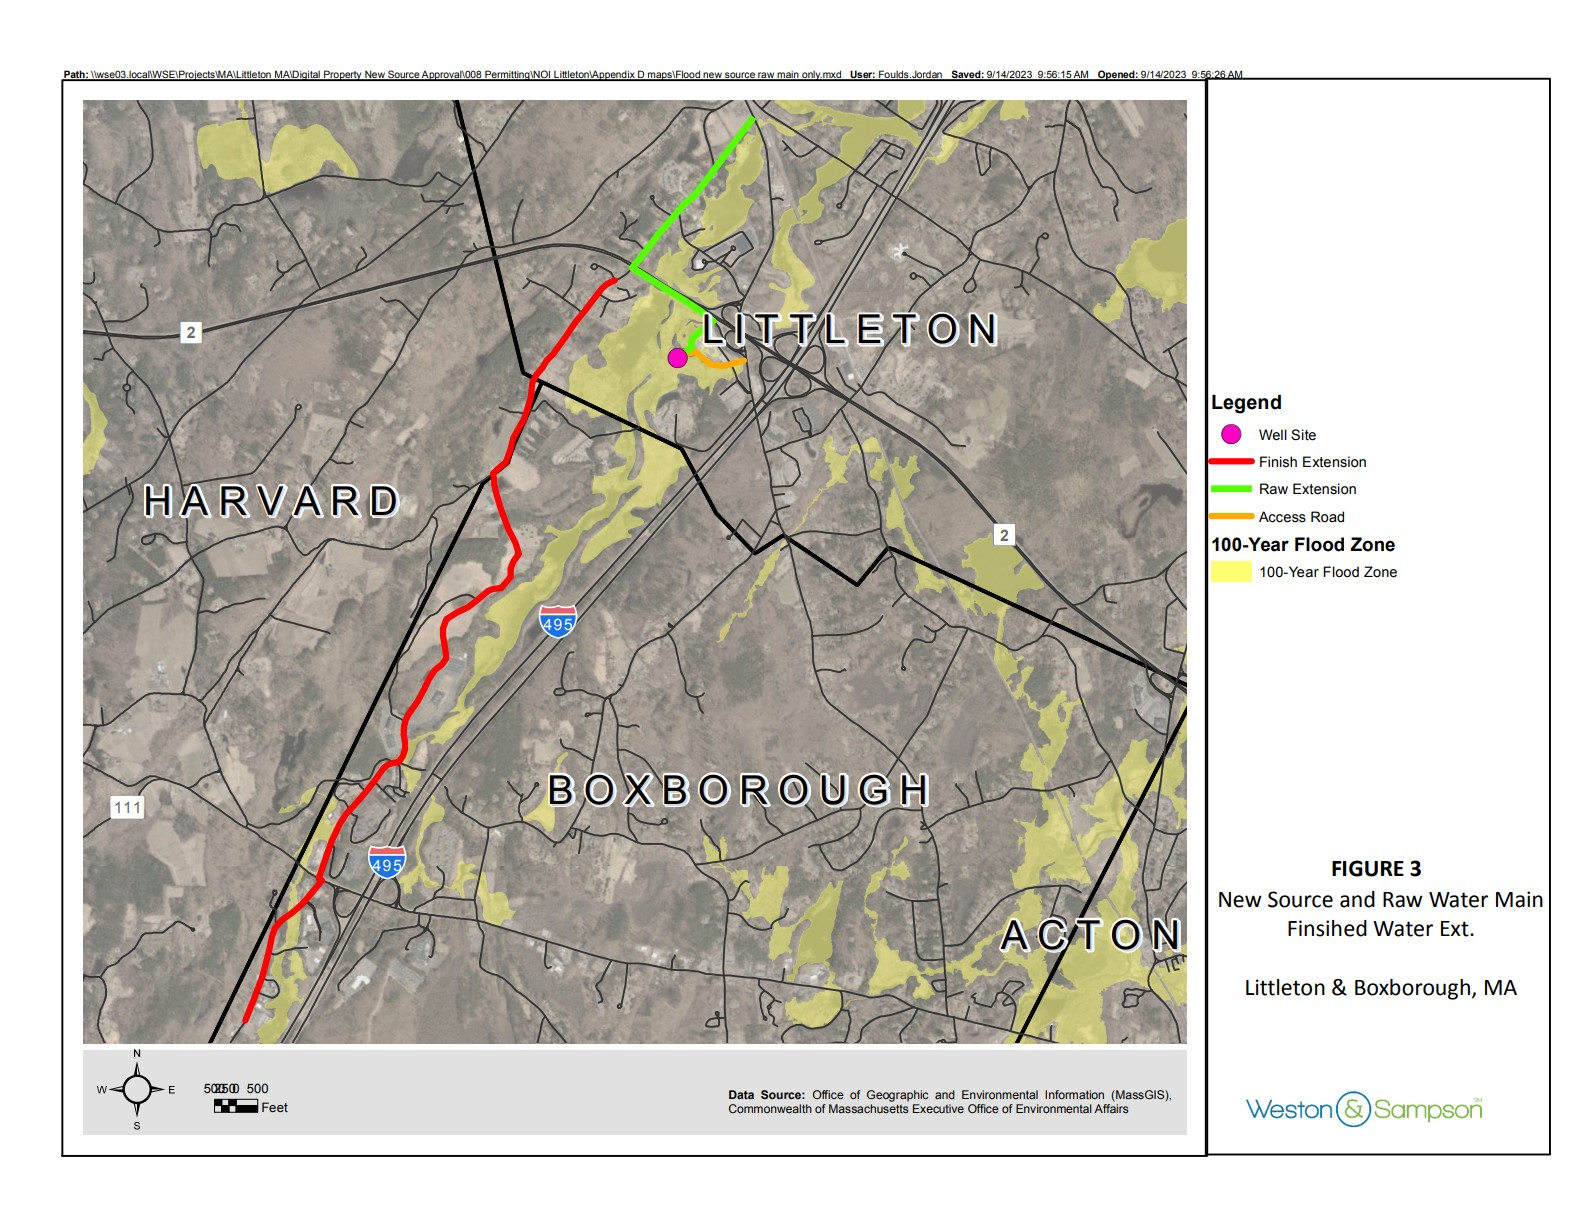 Path: \\wse03.local\WSE\Projects\MA\Littleton MA\Digital Property New Source Approval\008 Permitting\NOI Littleton\Appendix D maps\Flood new source raw main only.mxd User: Foulds.Jordan Saved: 9/14/2023 9:56:15 AM Opened: 9/14/2023 9:56:26 AM
2
LITTLETON
HARVARD
2
495
BOXBOROUGH
111
495
ACTON
Legend
Well Site
Finish Extension
Raw Extension
Access Road
100-Year Flood Zone
100-Year Flood Zone
FIGURE 3
New Source and Raw Water Main
Finsihed Water Ext.
Littleton & Boxborough, MA
N
W E
S
500 250 0 500
Feet
Data Source: Office of Geographic and Environmental Information (MassGIS),
Commonwealth of Massachusetts Executive Office of Environmental Affairs
Weston & Sampson SM